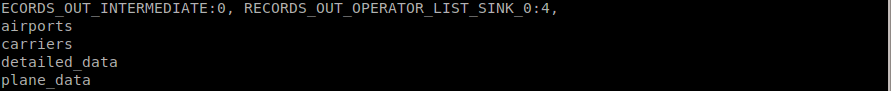 ECORDS_OUT_INTERMEDIATE:0, RECORDS_OUT_OPERATOR_LIST_SINK_0:4,
airports
carriers
detailed_data
plane_data